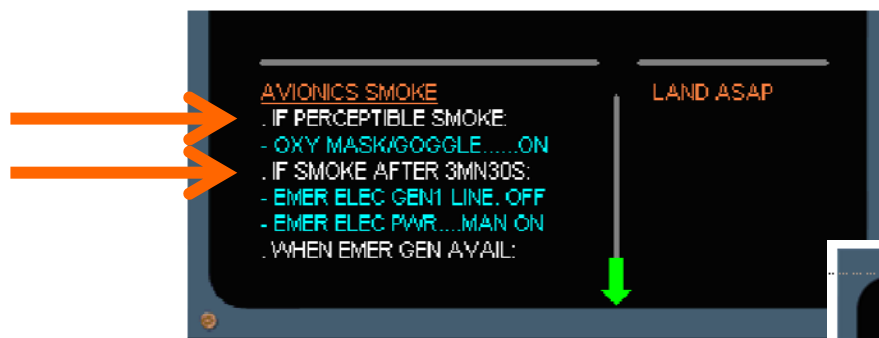 AVIONICS SMOKE
. IF PERCEPTIBLE SMOKE:
- OXY MASK/GOGGLE......ON
. IF SMOKE AFTER 3MN30S:
- EMER ELEC GEN1 LINE. OFF
- EMER ELEC PWR....MAN ON
. WHEN EMER GEN AVAIL:
LAND ASAP